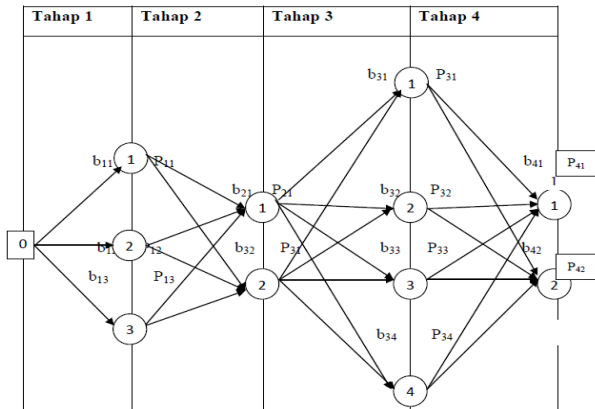 Tahap 1 Tahap 2 Tahap 3 Tahap 4
b31 1 P31
b11 1 P11
b41 P41
b21 P21
b32 P32
1
1 2 1
0
2
b32 P31 b33 P33 b42
P42
b13 P13
2 3 2
3
b34 P34
4